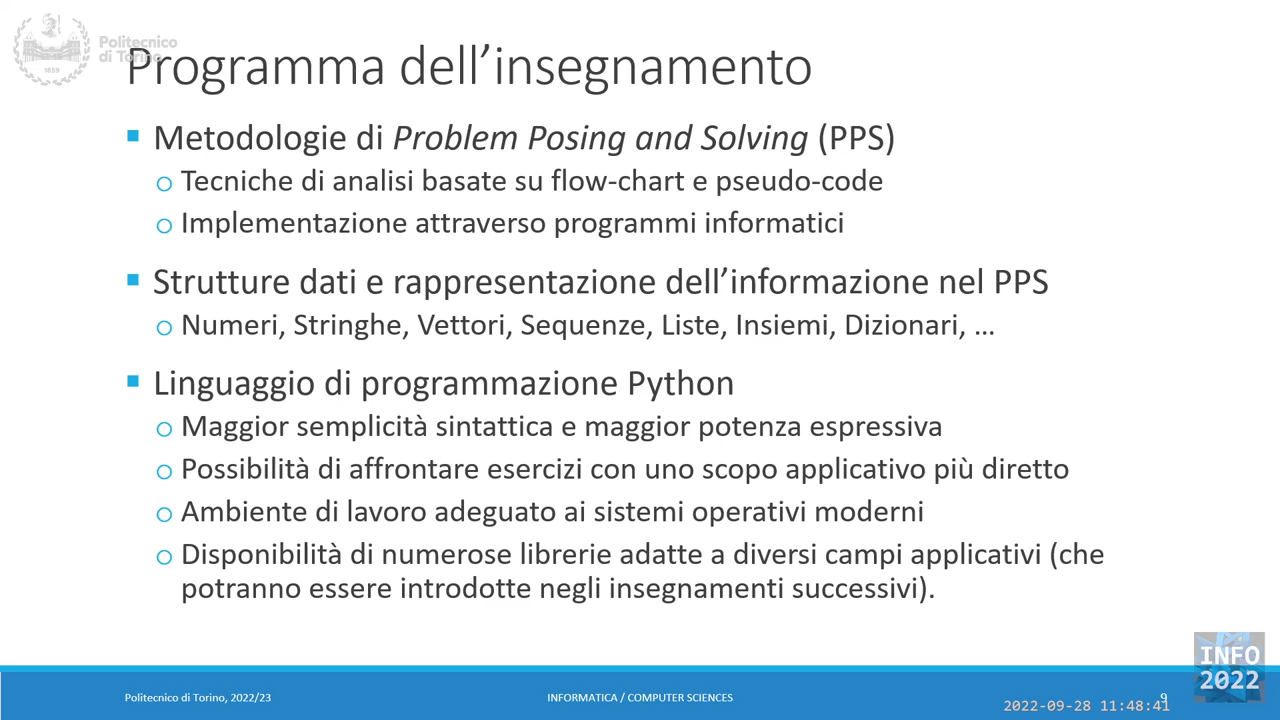 Politecnico
di Torino
1859
Programma dell’insegnamento
Metodologie di Problem Posing and Solving (PPS)
Tecniche di analisi basate su flow-chart e pseudo-code
Implementazione attraverso programmi informatici
Strutture dati e rappresentazione dell’informazione nel PPS
Numeri, Stringhe, Vettori, Sequenze, Liste, Insiemi, Dizionari, …
Linguaggio di programmazione Python
Maggior semplicità sintattica e maggior potenza espressiva
Possibilità di affrontare esercizi con uno scopo applicativo più diretto
Ambiente di lavoro adeguato ai sistemi operativi moderni
Disponibilità di numerose librerie adatte a diversi campi applicativi (che
potranno essere introdotte negli insegnamenti successivi).
INFO
2022
Politecnico di Torino, 2022/23
INFORMATICA / COMPUTER SCIENCES
9
2022-09-28 11:48:41